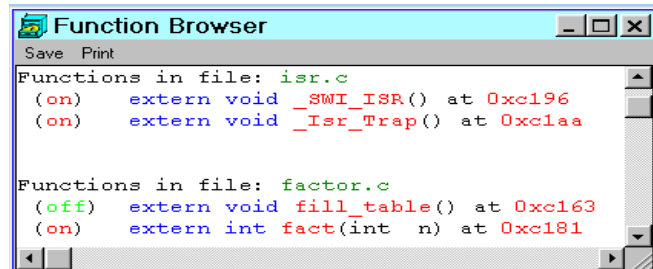 Function Browser
Save Print
Functions in file: isr.c
(on) extern void _SWI_ISR() at 0xc196
(on) extern void _Isr_Trap() at 0xc1aa
Functions in file: factor.c
(off) extern void fill_table() at 0xc163
(on) extern int fact(int n) at 0xc181